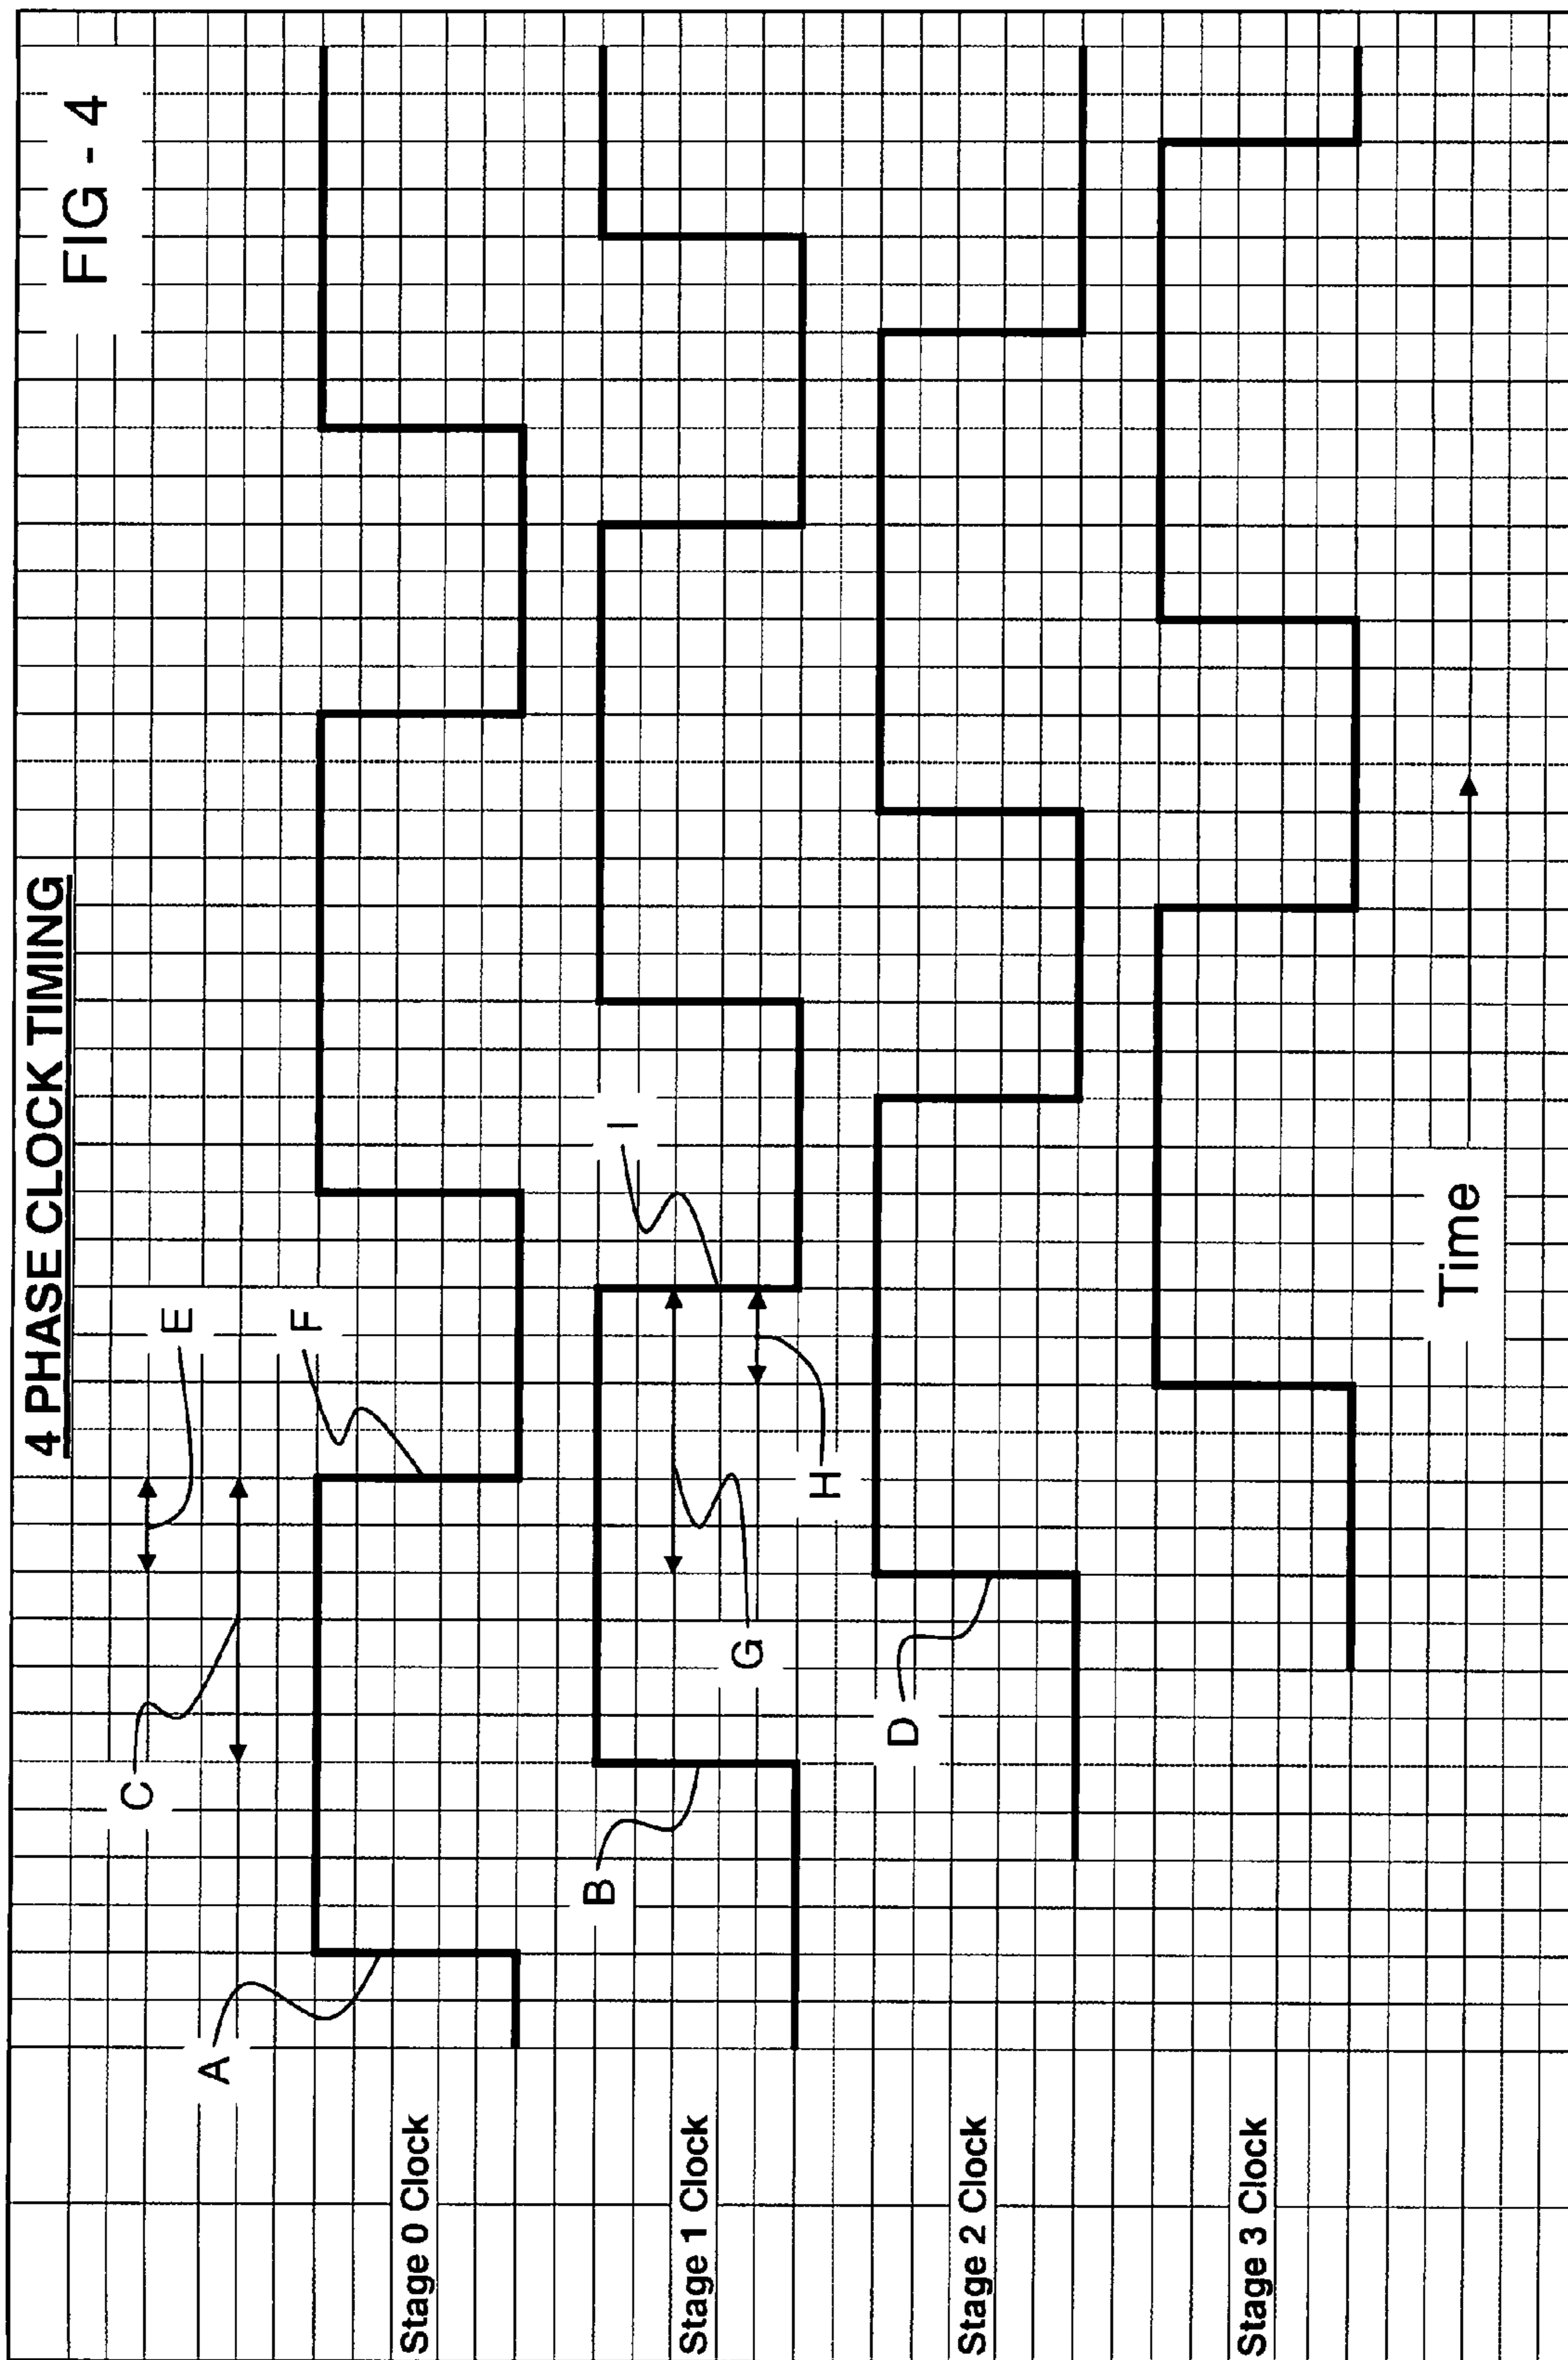 4 PHASE CLOCK TIMING
FIG - 4
C
E
A
F
Stage 0 Clock
B
I
G
H
Stage 1 Clock
D
Stage 2 Clock
Stage 3 Clock
Time